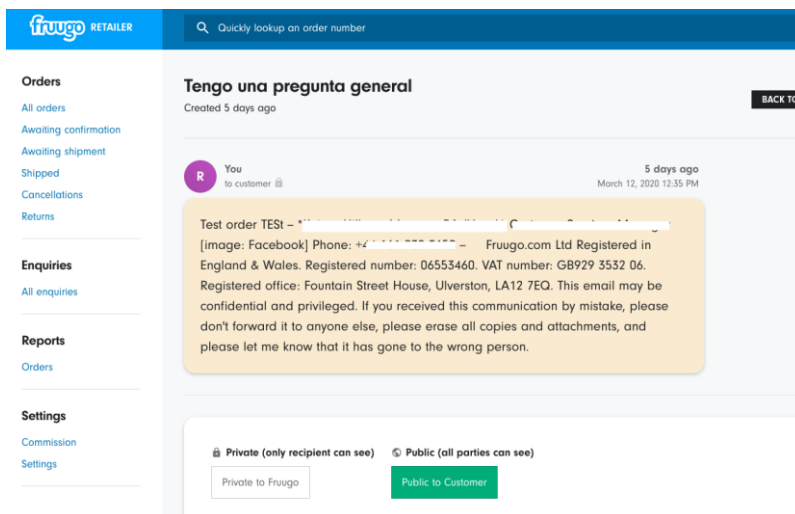 fruugo RETAILER
Quickly lookup an order number
Orders
All orders
Awaiting confirmation
Awaiting shipment
Shipped
Cancellations
Returns
Enquiries
All enquiries
Reports
Orders
Settings
Commission
Settings
Tengo una pregunta general
Created 5 days ago
BACK TO
R
You
to customer
5 days ago
March 12, 2020 12:35 PM
Test order TESt – *
[image: Facebook] Phone: – Fruugo.com Ltd Registered in
England & Wales. Registered number: 06553460. VAT number: GB929 3532 06.
Registered office: Fountain Street House, Ulverston, LA12 7EQ. This email may be
confidential and privileged. If you received this communication by mistake, please
don't forward it to anyone else, please erase all copies and attachments, and
please let me know that it has gone to the wrong person.
Private (only recipient can see)
Public (all parties can see)
Private to Fruugo
Public to Customer